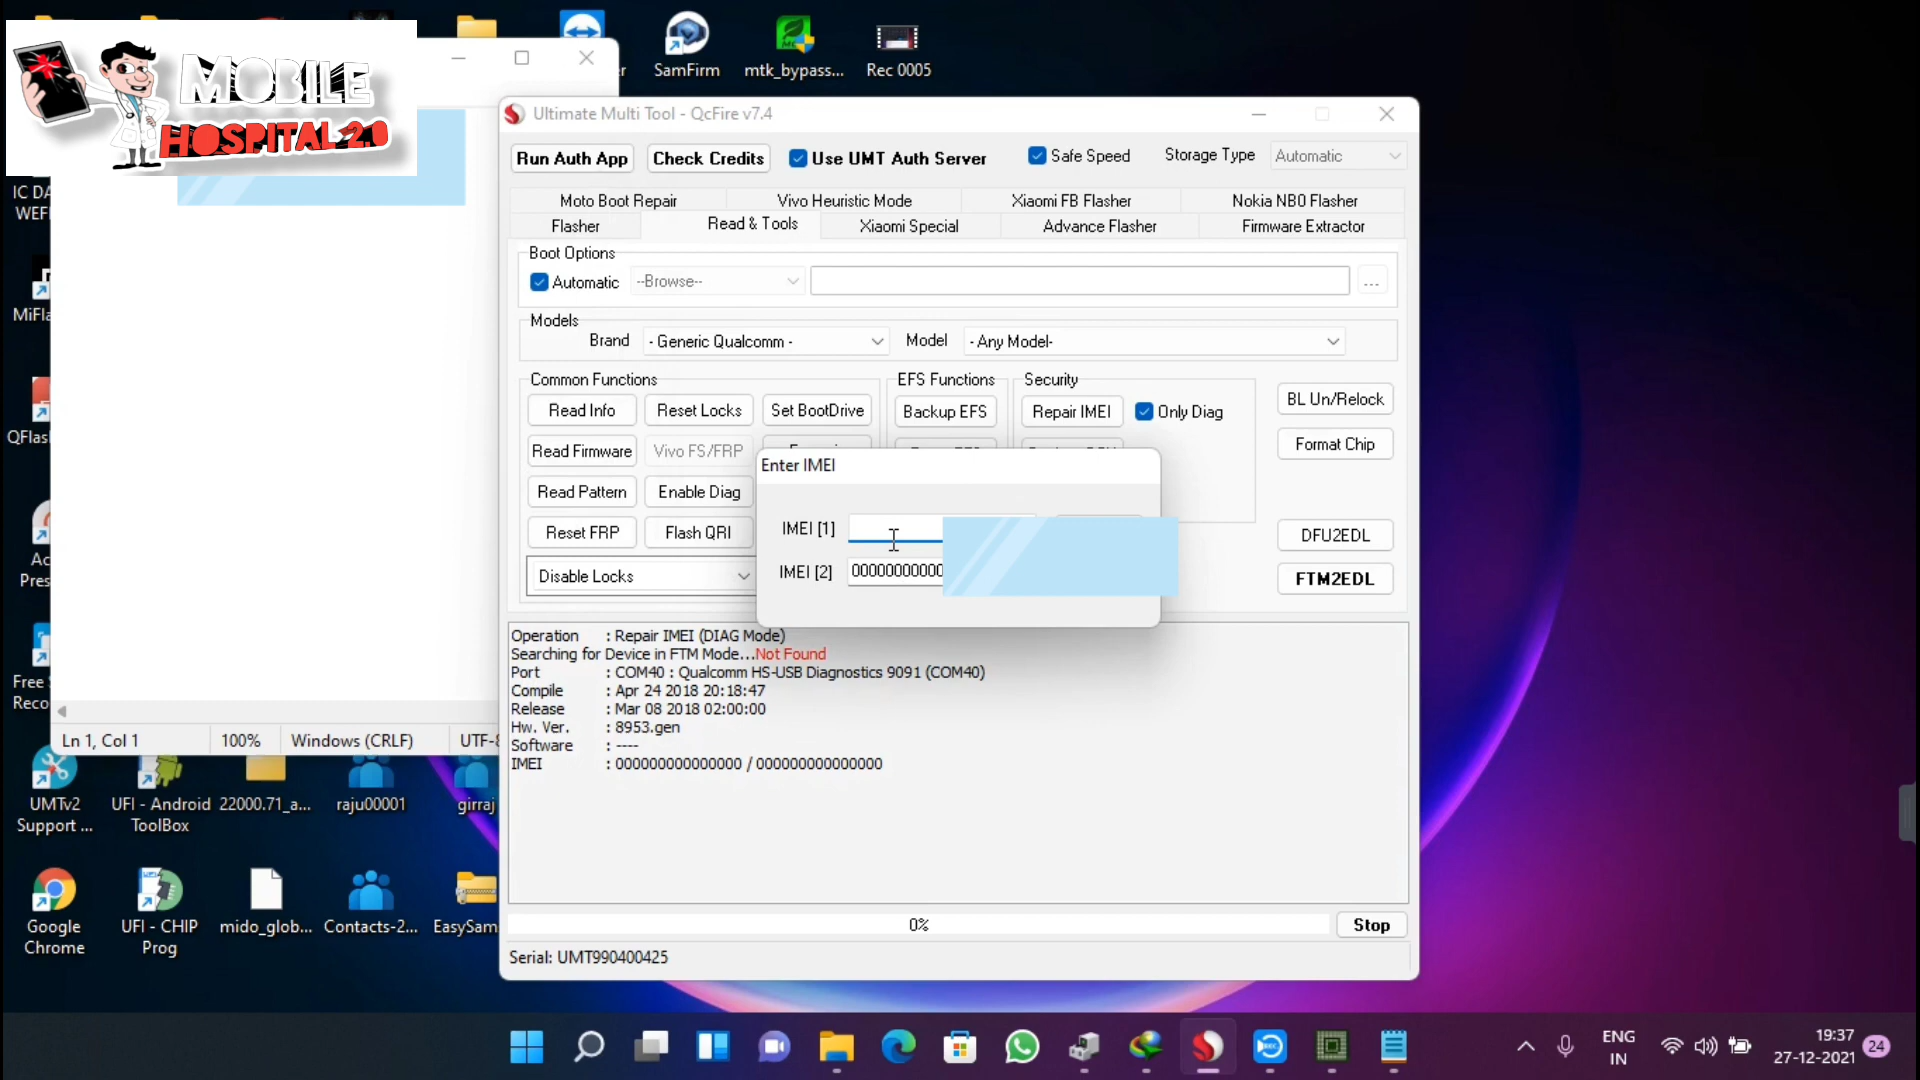 MOBILE
HOSPITAL 2.0
SamFirm
mtk_bypass...
Rec 0005
IC DA
WEF
MiFla
QFlas
Ac
Pres
Free
Reco
Ln 1, Col 1
100%
Windows (CRLF)
UTF-8
UMTv2
Support ...
UFI - Android
ToolBox
22000.71_a...
raju00001
girraj
Google
Chrome
UFI - CHIP
Prog
mido_glob...
Contacts-2...
EasySam
Ultimate Multi Tool - QcFire v7.4
Run Auth App
Check Credits
Use UMT Auth Server
Safe Speed
Storage Type
Automatic
Moto Boot Repair
Vivo Heuristic Mode
Xiaomi FB Flasher
Nokia NB0 Flasher
Flasher
Read & Tools
Xiaomi Special
Advance Flasher
Firmware Extractor
Boot Options
Automatic
--Browse--
...
Models
Brand
- Generic Qualcomm -
Model
- Any Model-
Common Functions
EFS Functions
Security
Read Info
Reset Locks
Set BootDrive
Backup EFS
Repair IMEI
Only Diag
BL Un/Relock
Read Firmware
Vivo FS/FRP
Format Chip
Read Pattern
Enable Diag
Reset FRP
Flash QRI
DFU2EDL
Disable Locks
FTM2EDL
Enter IMEI
IMEI [1]
IMEI [2]
00000000000
Operation : Repair IMEI (DIAG Mode)
Searching for Device in FTM Mode...Not Found
Port : COM40 : Qualcomm HS-USB Diagnostics 9091 (COM40)
Compile : Apr 24 2018 20:18:47
Release : Mar 08 2018 02:00:00
Hw. Ver. : 8953.gen
Software : ----
IMEI : 000000000000000 / 000000000000000
0%
Stop
Serial: UMT990400425
REC
ENG
IN
19:37
27-12-2021
24